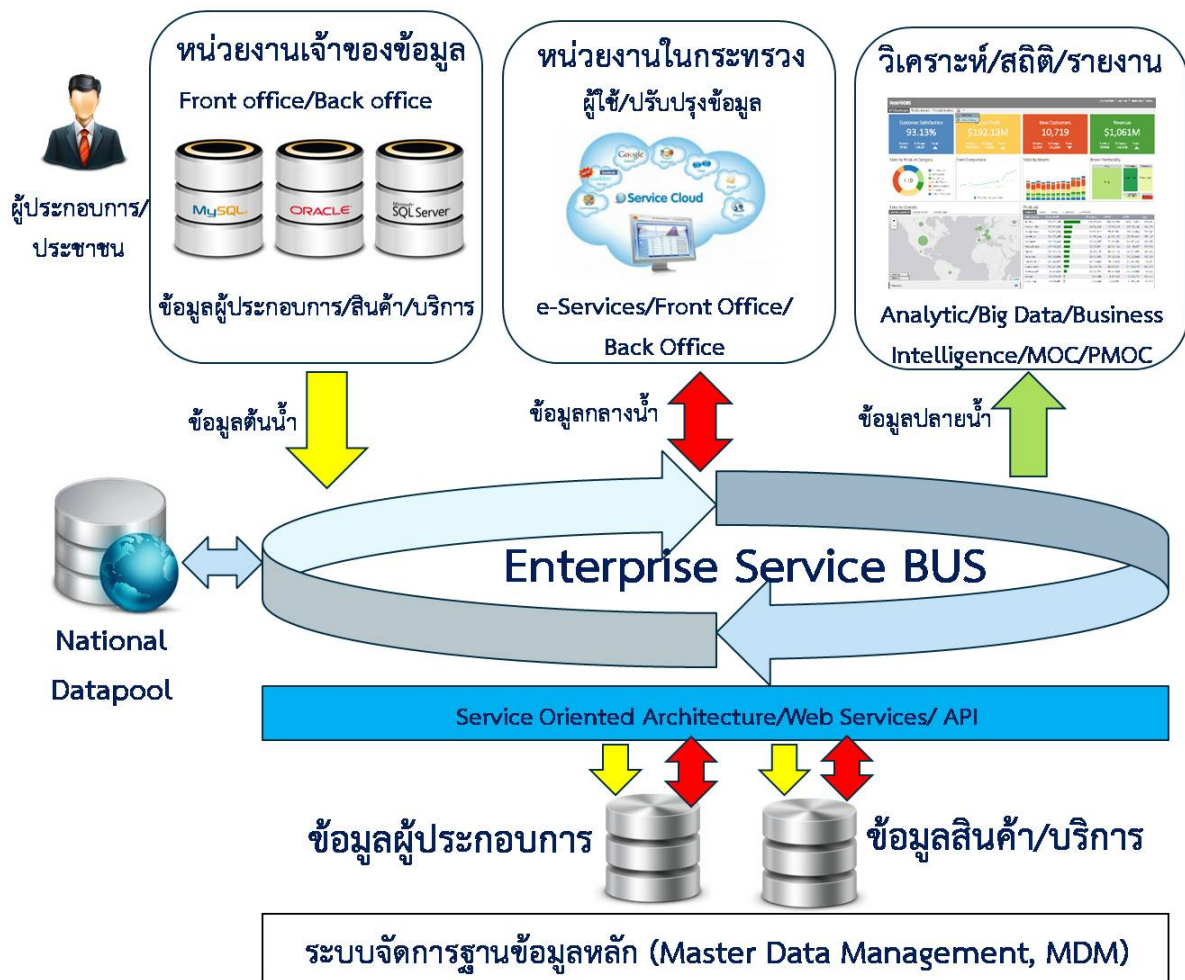 หน่วยงานเจ้าของข้อมูล
Front office/Back office
MySQL
ORACLE
Microsoft
SQL Server
ข้อมูลผู้ประกอบการ/สินค้า/บริการ
ผู้ประกอบการ/
ประชาชน
หน่วยงานในกระทรวง
ผู้ใช้/ปรับปรุงข้อมูล
Google
Service Cloud
e-Services/Front Office/
Back Office
วิเคราะห์/สถิติ/รายงาน
Customer Satisfaction
93.13%
$192.13M
New Customers
10,719
Revenue
$1,061M
Analytic/Big Data/Business
Intelligence/MOC/PMOC
ข้อมูลต้นน้ำ
ข้อมูลกลางน้ำ
ข้อมูลปลายน้ำ
Enterprise Service BUS
National
Datapool
Service Oriented Architecture/Web Services/ API
ข้อมูลผู้ประกอบการ
ข้อมูลสินค้า/บริการ
ระบบจัดการฐานข้อมูลหลัก (Master Data Management, MDM)